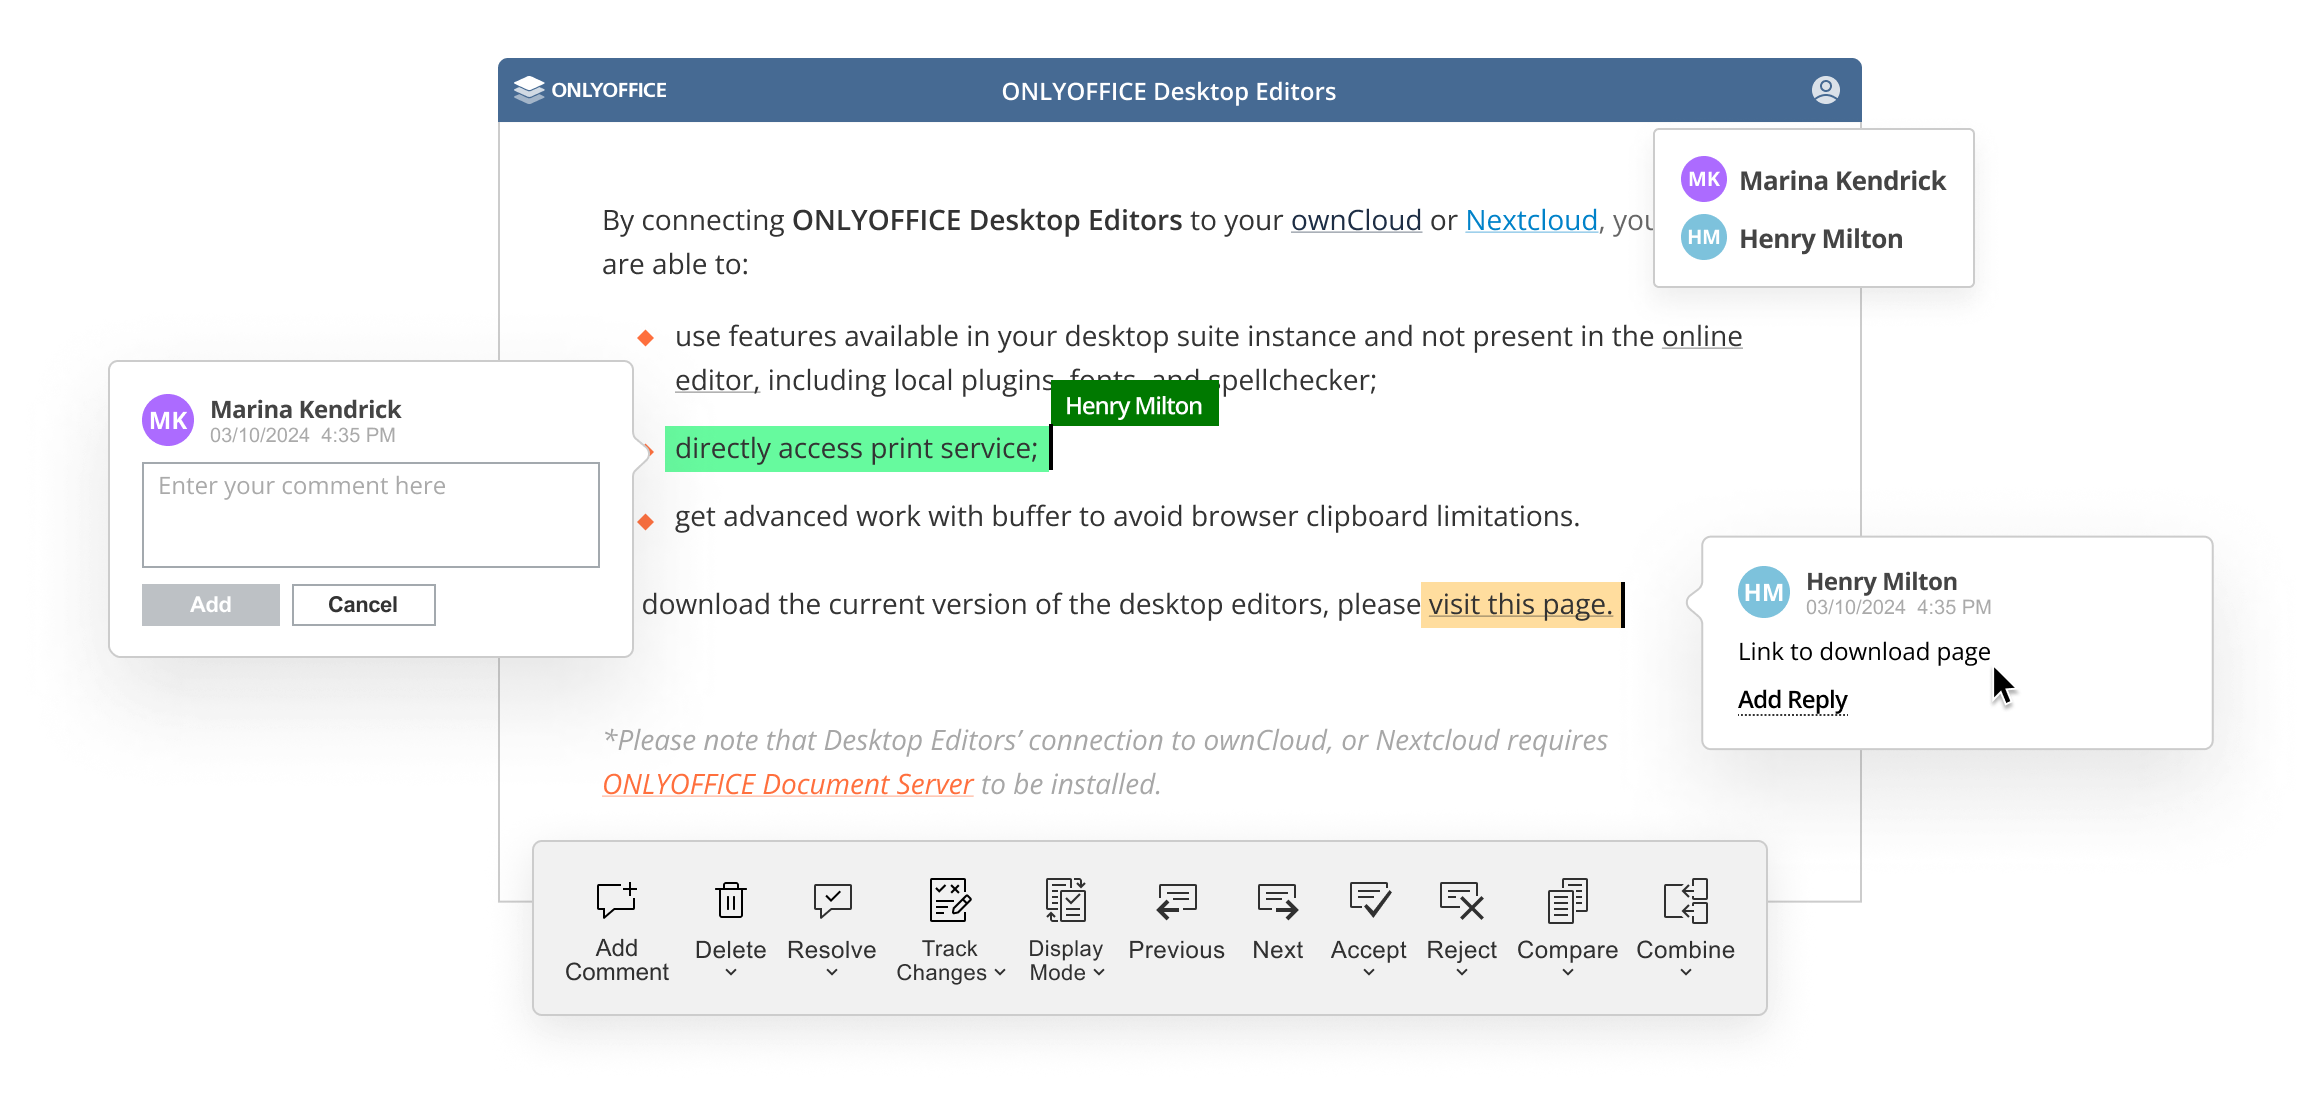 ONLYOFFICE
ONLYOFFICE Desktop Editors
MK Marina Kendrick
HM Henry Milton
By connecting ONLYOFFICE Desktop Editors to your ownCloud or Nextcloud, you
are able to:
use features available in your desktop suite instance and not present in the online
editor, including local plugins, fonts, and spellchecker;
Henry Milton
directly access print service;
get advanced work with buffer to avoid browser clipboard limitations.
download the current version of the desktop editors, please visit this page.
*Please note that Desktop Editors’ connection to ownCloud, or Nextcloud requires
ONLYOFFICE Document Server to be installed.
MK
Marina Kendrick
03/10/2024 4:35 PM
Enter your comment here
Add
Cancel
HM
Henry Milton
03/10/2024 4:35 PM
Link to download page
Add Reply
Add
Comment
Delete
Resolve
Track
Changes
Display
Mode
Previous
Next
Accept
Reject
Compare
Combine